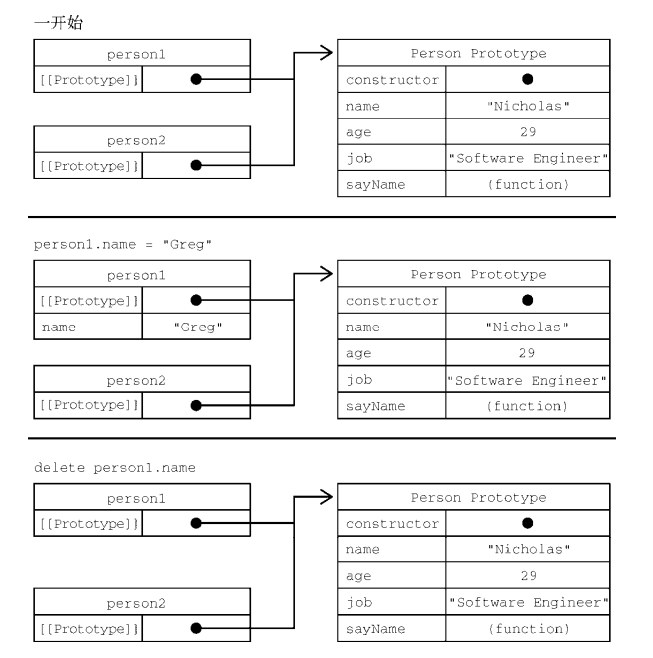 一开始
person1 Person Prototype
[[Prototype]] constructor
name "Nicholas"
person2 age 29
[[Prototype]] job "Software Engineer"
sayName (function)
person1.name = "Greg"
person1 Person Prototype
[[Prototype]] constructor
name "Greg" name "Nicholas"
age 29
person2 job "Software Engineer"
[[Prototype]] sayName (function)
delete person1.name
person1 Person Prototype
[[Prototype]] constructor
name "Nicholas"
age 29
person2 job "Software Engineer"
[[Prototype]] sayName (function)